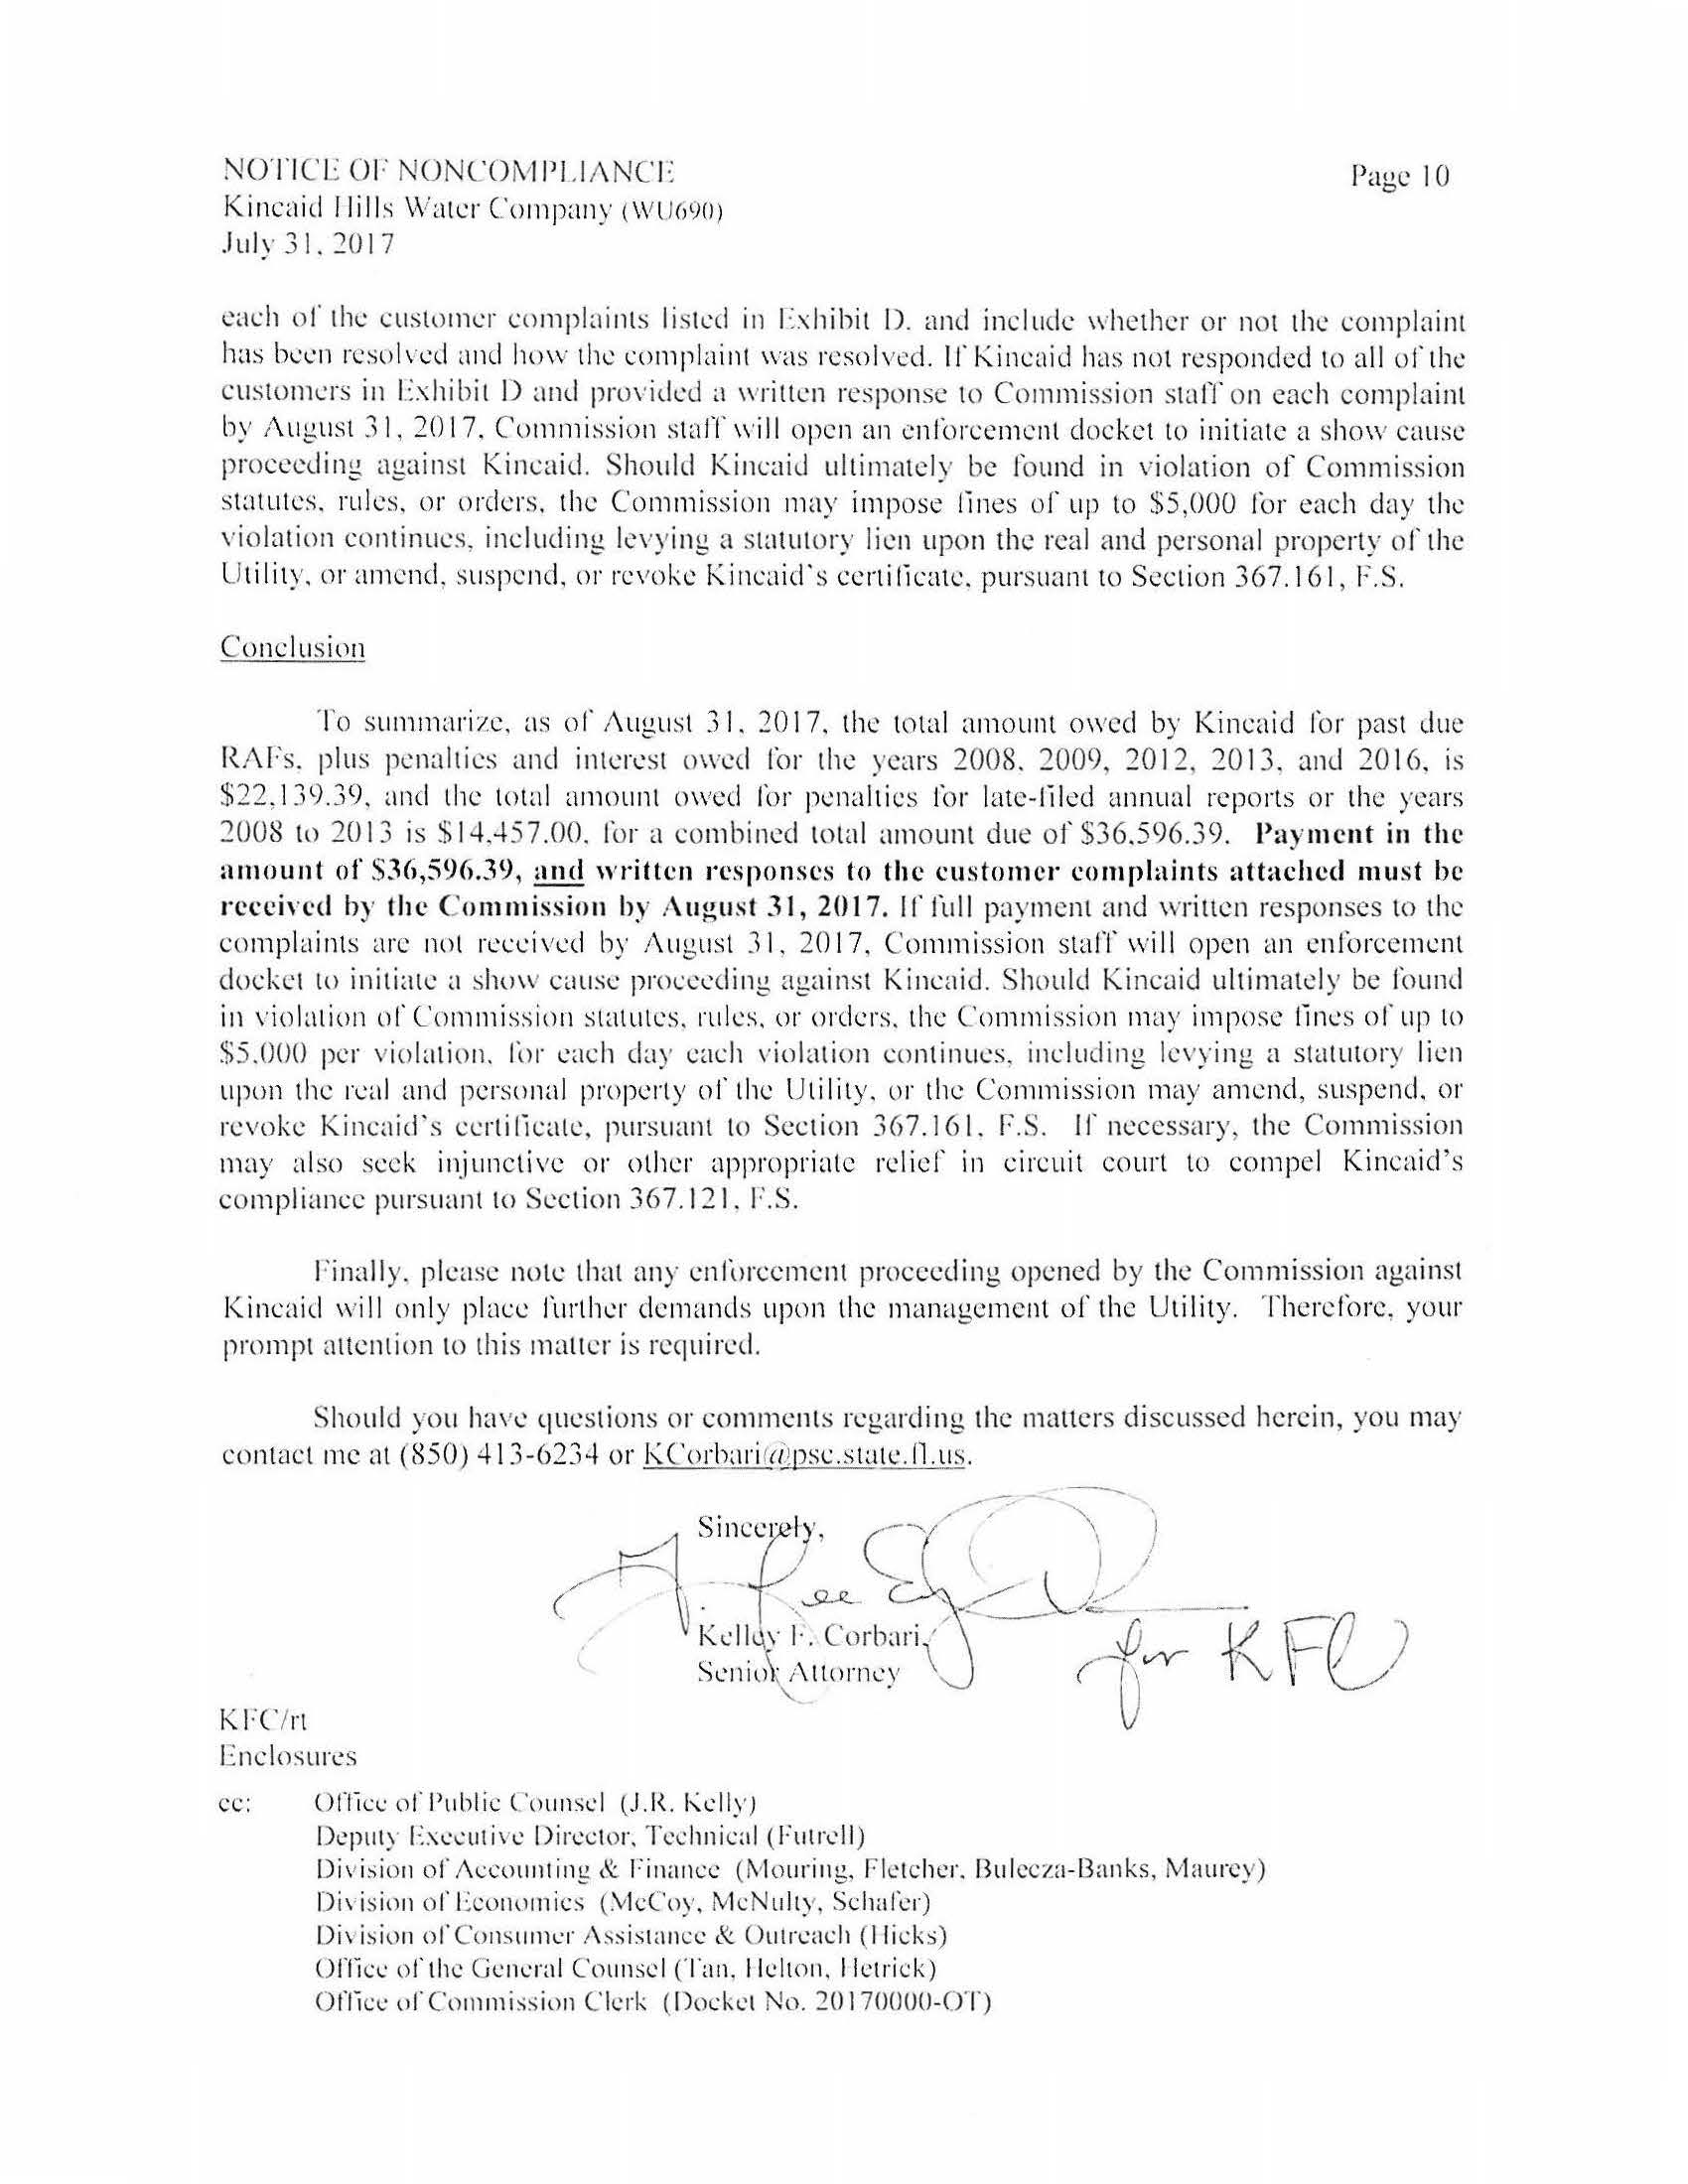 NOTICE OF NONCOMPLIANCE
Page 10
Kincaid Hills Water Company (WU690)
July 31, 2017
each of the customer complaints listed in Exhibit D. and include whether or not the complaint
has been resolved and how the complaint was resolved. If Kincaid has not responded to all of the
customers in Exhibit D and provided a written response to Commission staff on each complaint
by August 31, 2017, Commission staff will open an enforcement docket to initiate a show cause
proceeding against Kincaid. Should Kincaid ultimately be found in violation of Commission
statutes, rules, or orders, the Commission may impose fines of up to $5,000 for each day the
violation continues, including levying a statutory lien upon the real and personal property of the
Utility, or amend, suspend, or revoke Kincaid's certificate, pursuant to Section 367.161, F.S.
Conclusion
To summarize, as of August 31, 2017, the total amount owed by Kincaid for past due
RAFs, plus penalties and interest owed for the years 2008, 2009, 2012, 2013, and 2016, is
$22,139.39, and the total amount owed for penalties for late-filed annual reports or the years
2008 to 2013 is $14,457.00, for a combined total amount due of $36,596.39. Payment in the
amount of $36,596.39, and written responses to the customer complaints attached must be
received by the Commission by August 31, 2017. If full payment and written responses to the
complaints are not received by August 31, 2017, Commission staff will open an enforcement
docket to initiate a show cause proceeding against Kincaid. Should Kincaid ultimately be found
in violation of Commission statutes, rules, or orders, the Commission may impose fines of up to
$5,000 per violation, for each day each violation continues, including levying a statutory lien
upon the real and personal property of the Utility, or the Commission may amend, suspend, or
revoke Kincaid's certificate, pursuant to Section 367.161, F.S. If necessary, the Commission
may also seek injunctive or other appropriate relief in circuit court to compel Kincaid's
compliance pursuant to Section 367.121, F.S.
Finally, please note that any enforcement proceeding opened by the Commission against
Kincaid will only place further demands upon the management of the Utility. Therefore, your
prompt attention to this matter is required.
Should you have questions or comments regarding the matters discussed herein, you may
contact me at (850) 413-6234 or KCorbari@psc.state.fl.us.
Sincerely,
Lee
Kelley F. Corbari,
for KFC
Senior Attorney
KFC/rt
Enclosures
cc: Office of Public Counsel (J.R. Kelly)
Deputy Executive Director, Technical (Futrell)
Division of Accounting & Finance (Mouring, Fletcher, Bulecza-Banks, Maurey)
Division of Economics (McCoy, McNulty, Schafer)
Division of Consumer Assistance & Outreach (Hicks)
Office of the General Counsel (Tan, Helton, Hetrick)
Office of Commission Clerk (Docket No. 20170000-OT)